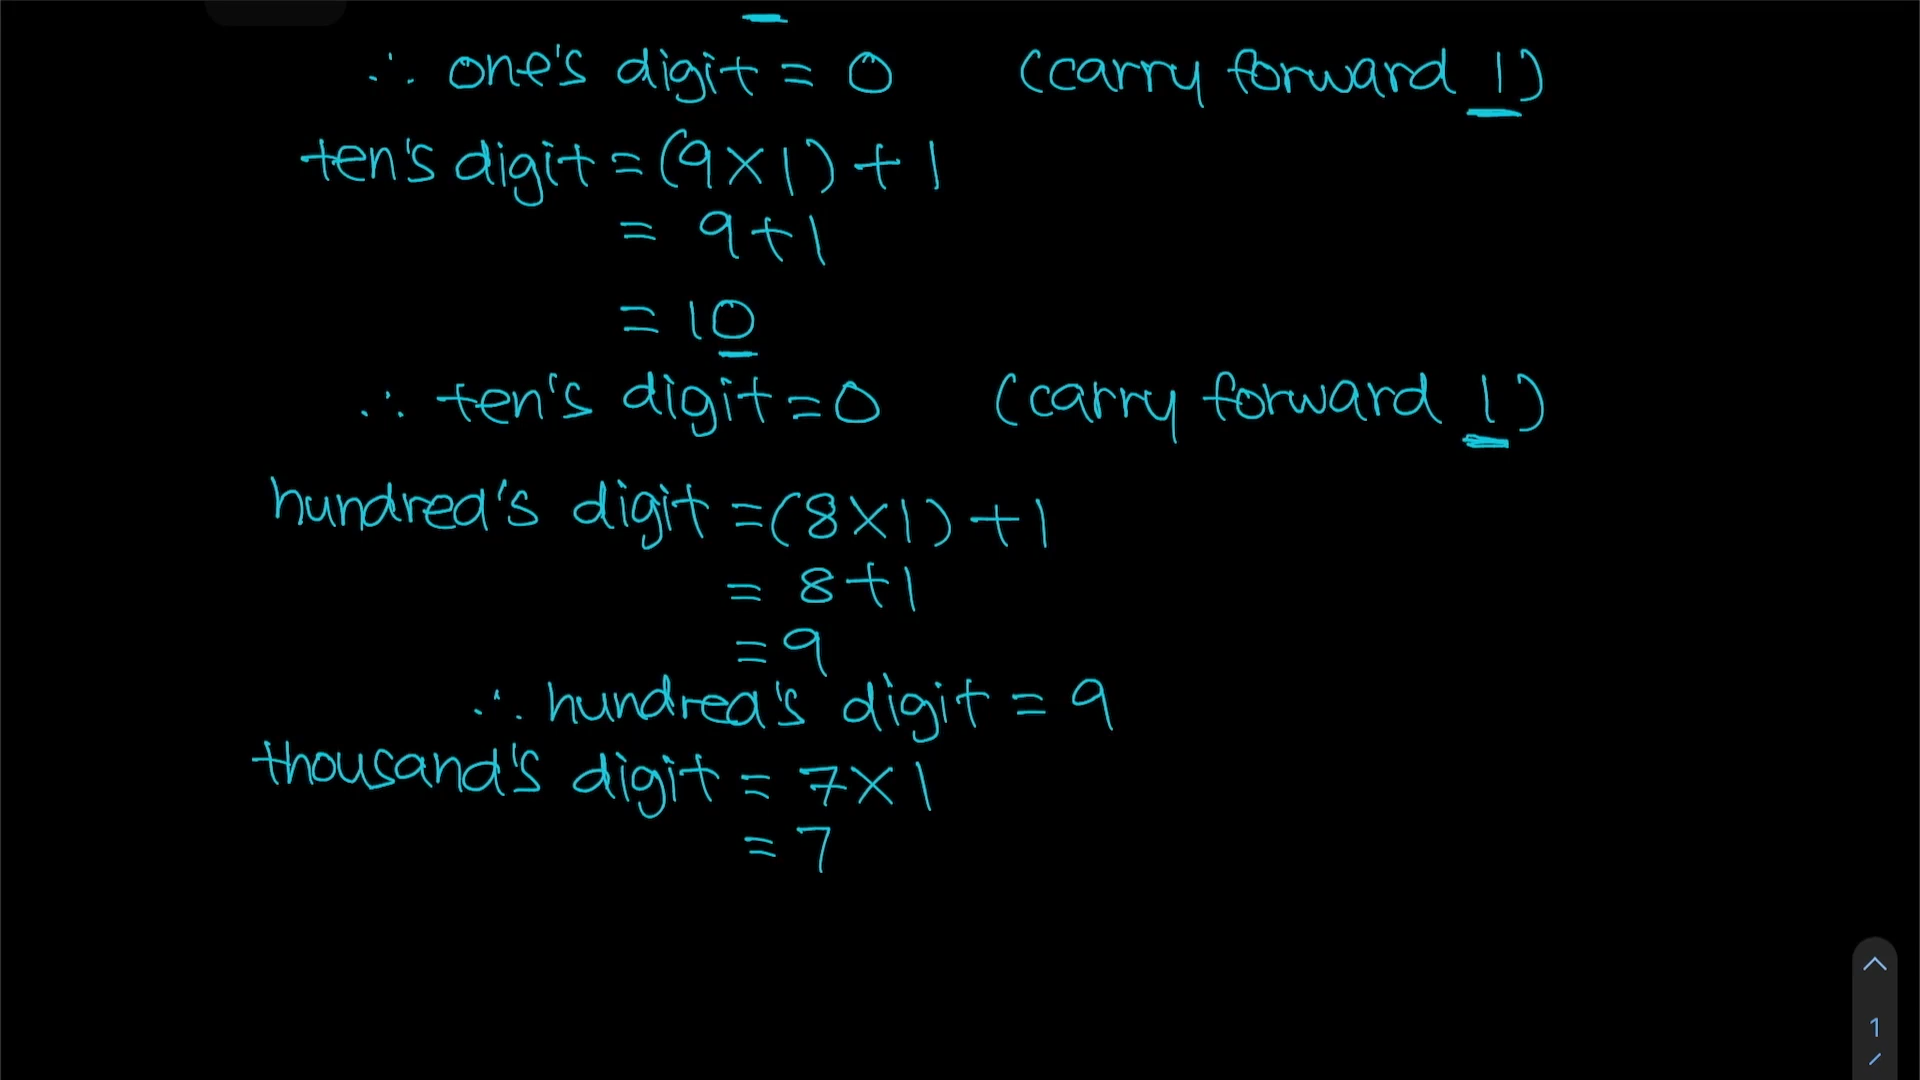 ∴ one's digit = 0 (carry forward 1)
ten's digit = (9×1) + 1
= 9+1
= 10
∴ ten's digit = 0 (carry forward 1)
hundred's digit = (8×1) + 1
= 8+1
= 9
∴ hundred's digit = 9
thousand's digit = 7×1
= 7
1